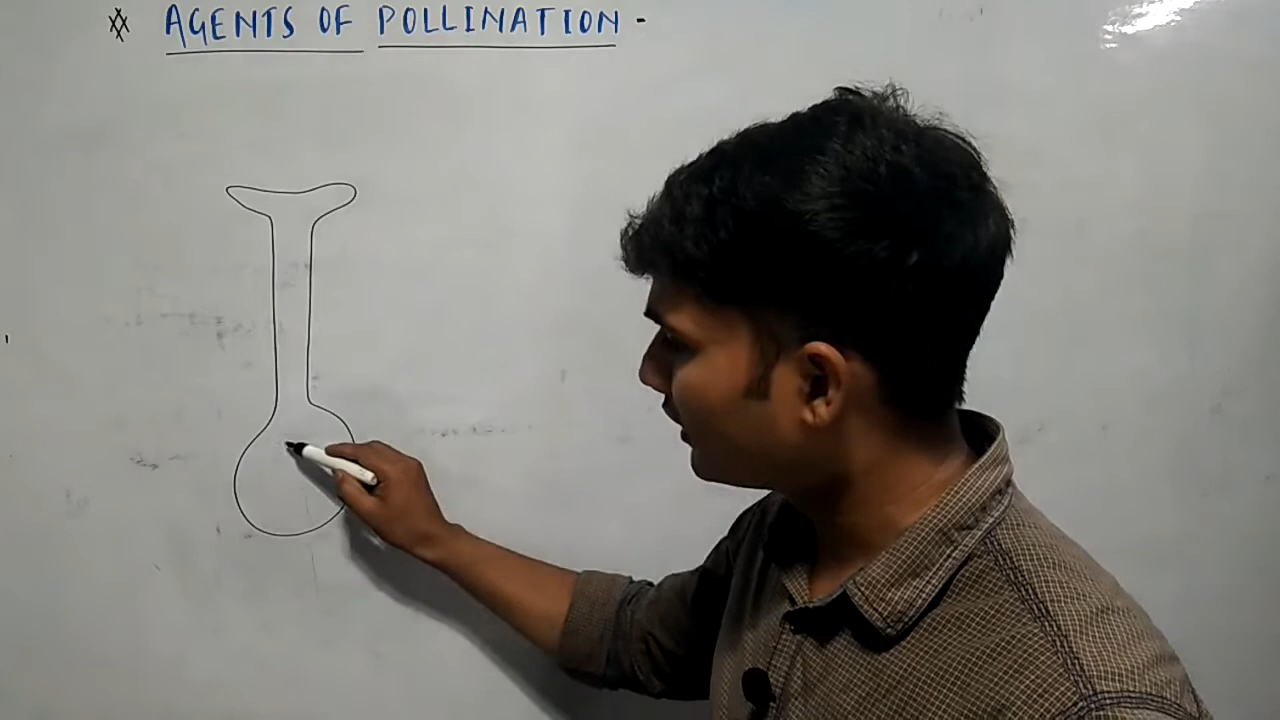 ※ AGENTS OF POLLINATION -